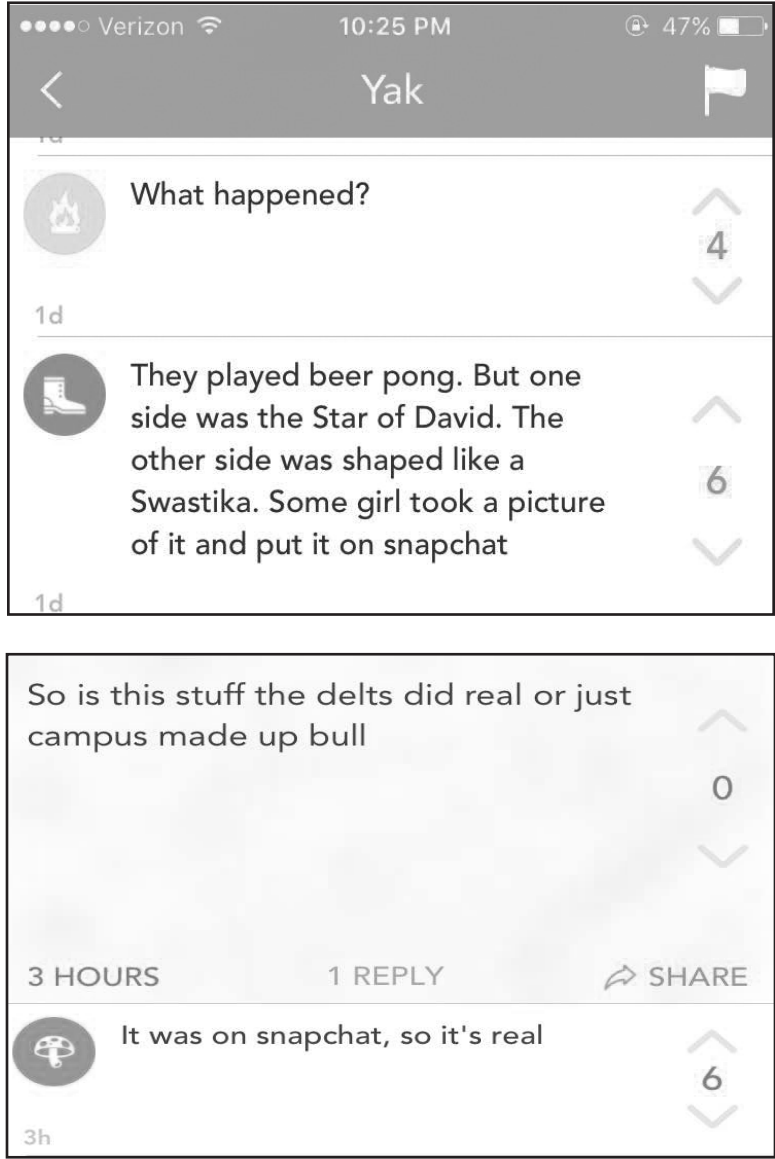 Verizon 10:25 PM 47%
Yak
1d
What happened?
4
1d
They played beer pong. But one
side was the Star of David. The
other side was shaped like a
Swastika. Some girl took a picture
of it and put it on snapchat
6
1d
So is this stuff the delts did real or just
campus made up bull
0
3 HOURS 1 REPLY SHARE
It was on snapchat, so it's real
6
3h